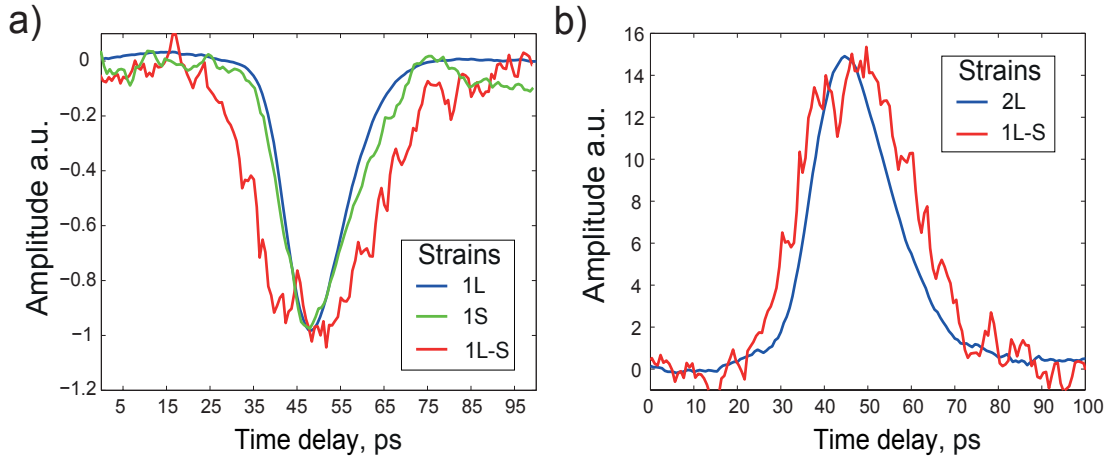 a)
Amplitude a.u.
0
−0.2
−0.4
−0.6
−0.8
−1.0
−1.2
5 15 25 35 45 55 65 75 85 95
Time delay, ps
Strains
1L
1S
1L-S
b)
Amplitude a.u.
16
14
12
10
8
6
4
2
0
0 10 20 30 40 50 60 70 80 90 100
Time delay, ps
Strains
2L
1L-S